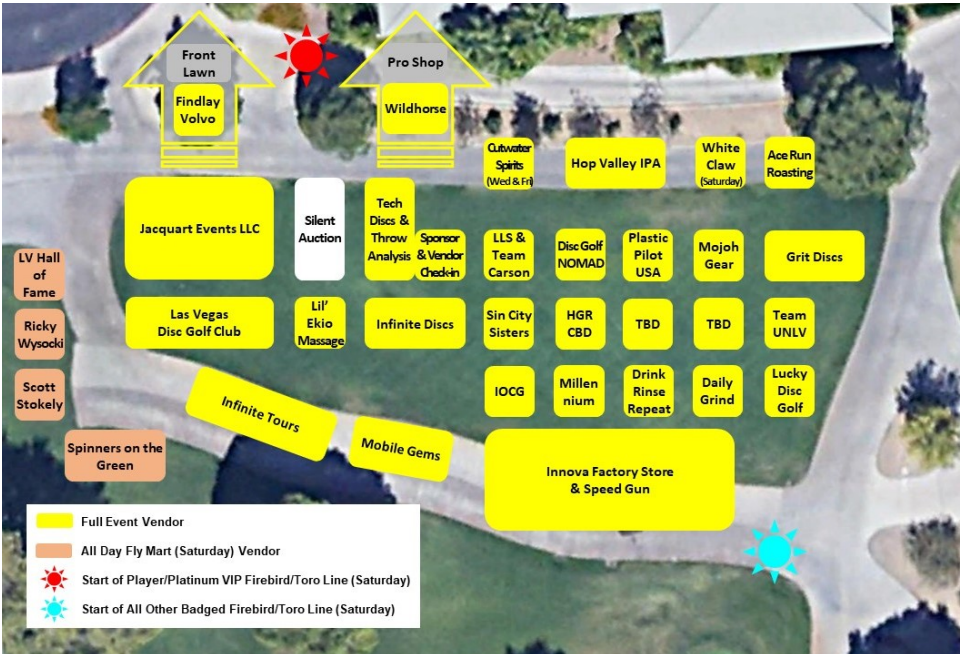 Front
Lawn
Findlay
Volvo
Pro Shop
Wildhorse
Cutwater
Spirits
(Wed & Fri)
Hop Valley IPA
White
Claw
(Saturday)
Ace Run
Roasting
Jacquart Events LLC
Silent
Auction
Tech
Discs &
Throw
Analysis
Sponsor
& Vendor
Check-in
LLS &
Team
Carson
Disc Golf
NOMAD
Plastic
Pilot
USA
Mojoh
Gear
Grit Discs
LV Hall
of
Fame
Ricky
Wysocki
Scott
Stokely
Spinners on the
Green
Las Vegas
Disc Golf Club
Lil’
Ekio
Massage
Infinite Discs
Sin City
Sisters
HGR
CBD
TBD
TBD
Team
UNLV
Infinite Tours
Mobile Gems
IOCG
Millen
nium
Drink
Rinse
Repeat
Daily
Grind
Lucky
Disc
Golf
Innova Factory Store
& Speed Gun
Full Event Vendor
All Day Fly Mart (Saturday) Vendor
Start of Player/Platinum VIP Firebird/Toro Line (Saturday)
Start of All Other Badged Firebird/Toro Line (Saturday)